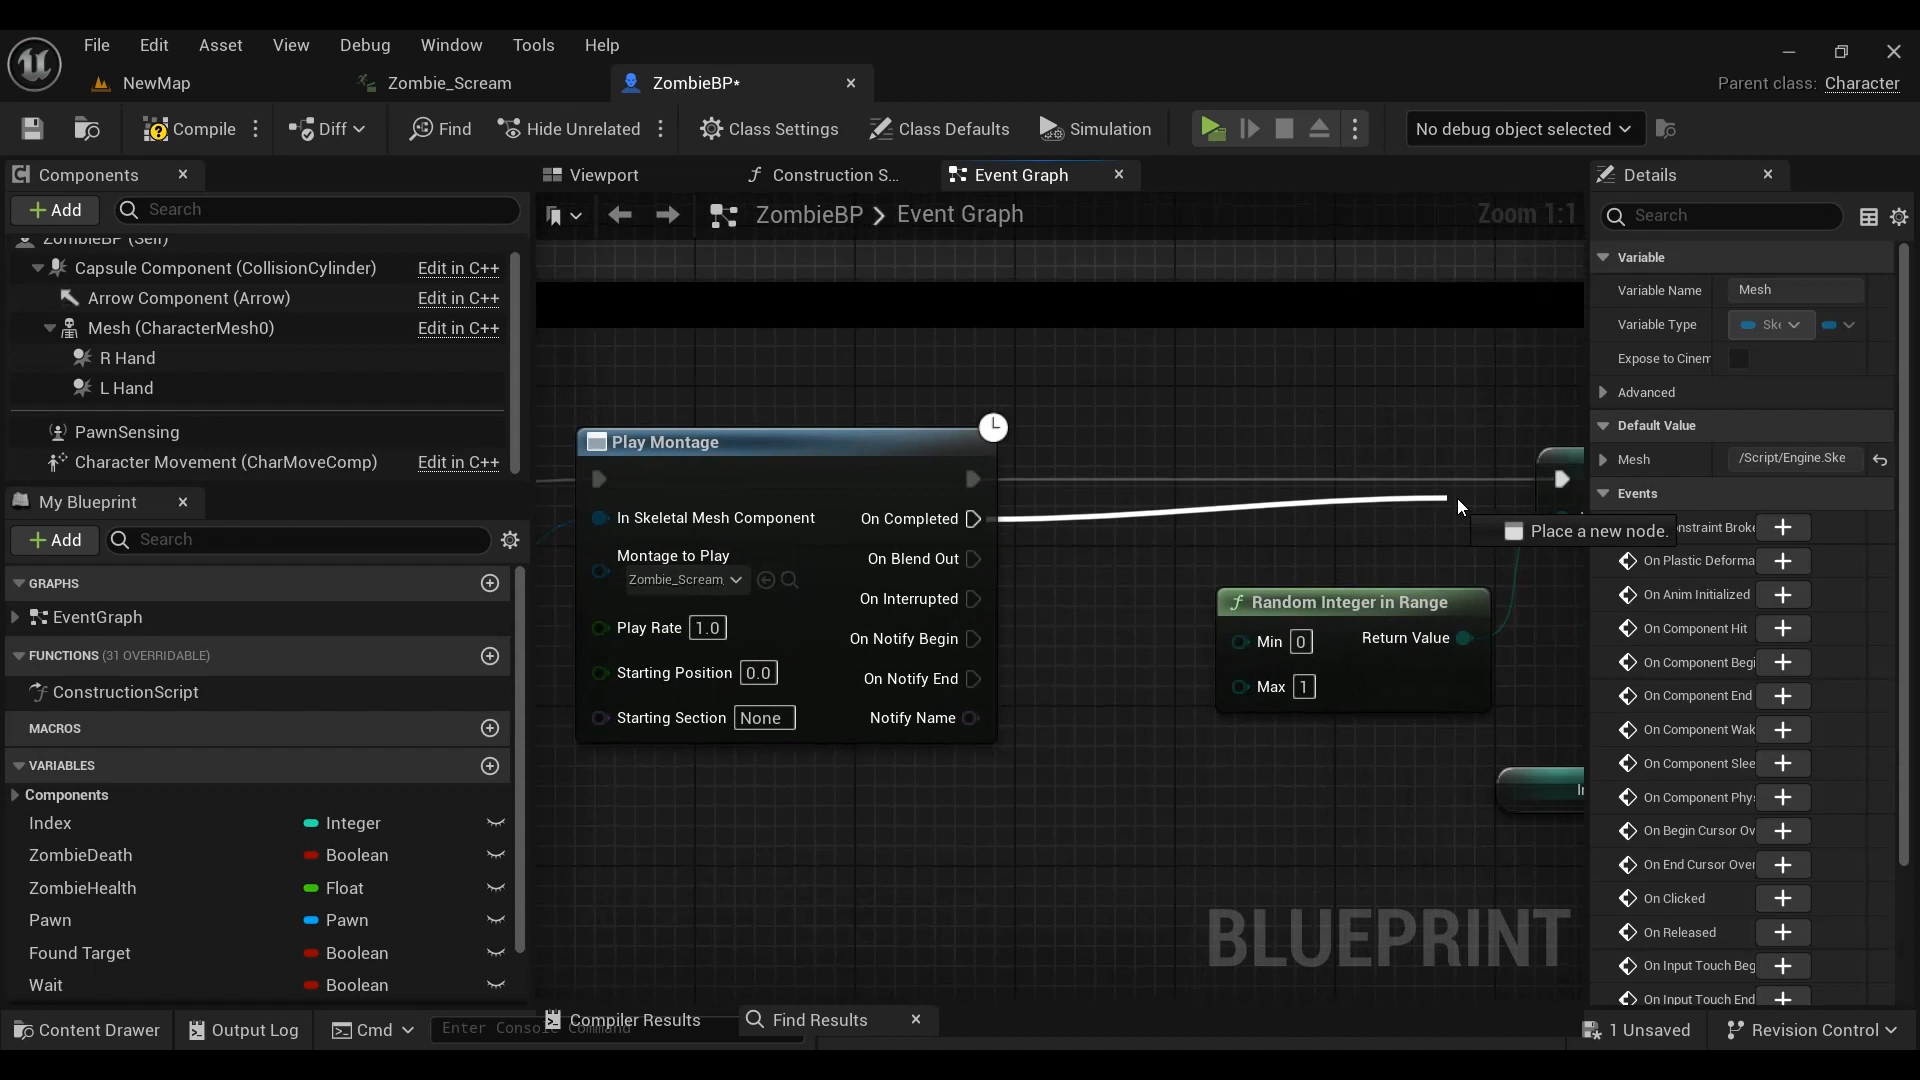 File Edit Asset View Debug Window Tools Help
NewMap Zombie_Scream ZombieBP* Parent class: Character
Compile Diff Find Hide Unrelated Class Settings Class Defaults Simulation No debug object selected
Components
Add Search
ZombieBP (Self)
Capsule Component (CollisionCylinder) Edit in C++
Arrow Component (Arrow) Edit in C++
Mesh (CharacterMesh0) Edit in C++
R Hand
L Hand
PawnSensing
Character Movement (CharMoveComp) Edit in C++
My Blueprint
Add Search
GRAPHS
EventGraph
FUNCTIONS (31 OVERRIDABLE)
ConstructionScript
MACROS
VARIABLES
Components
Index Integer
ZombieDeath Boolean
ZombieHealth Float
Pawn Pawn
Found Target Boolean
Wait Boolean
Viewport Construction S... Event Graph
ZombieBP > Event Graph Zoom 1:1
Play Montage
In Skeletal Mesh Component On Completed
Montage to Play On Blend Out
Zombie_Scream
On Interrupted
Play Rate 1.0 On Notify Begin
Starting Position 0.0 On Notify End
Starting Section None Notify Name
Place a new node.
Random Integer in Range
Min 0 Return Value
Max 1
BLUEPRINT
Details
Search
Variable
Variable Name Mesh
Variable Type Ske
Expose to Cinem
Advanced
Default Value
Mesh /Script/Engine.Ske
Events
onstraint Broke
On Plastic Deforma
On Anim Initialized
On Component Hit
On Component Begi
On Component End
On Component Wak
On Component Slee
On Component Phy
On Begin Cursor Ov
On End Cursor Over
On Clicked
On Released
On Input Touch Beg
On Input Touch End
Compiler Results Find Results
Content Drawer Output Log Cmd Enter Console Command 1 Unsaved Revision Control